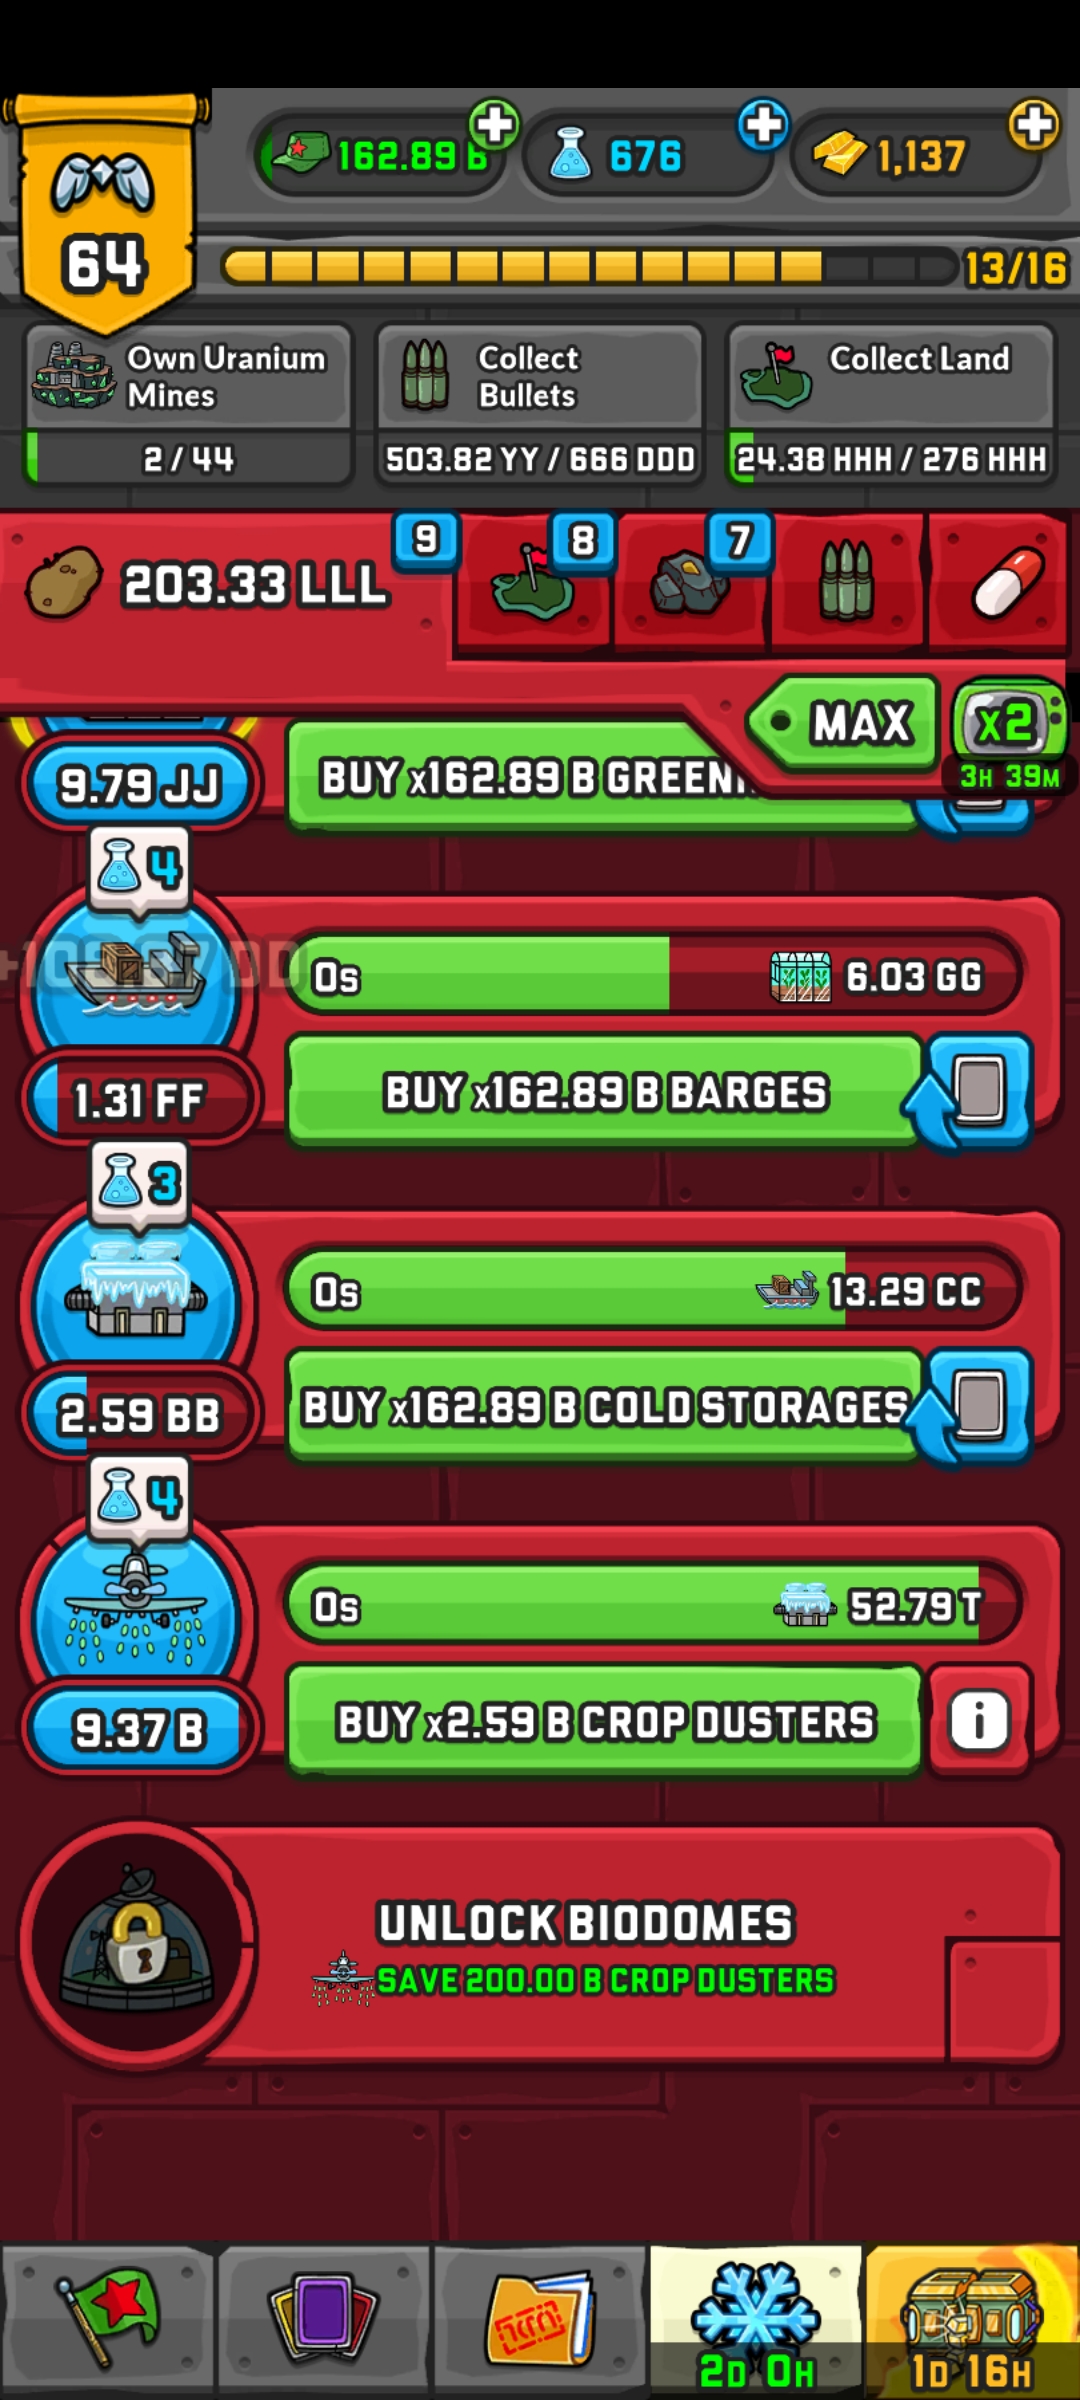 162.89 B
676
1,137
64
13/16
Own Uranium
Mines
2 / 44
Collect
Bullets
503.82 YY / 666 DDD
Collect Land
24.38 HHH / 276 HHH
203.33 LLL
9
8
7
MAX
x2
3H 39M
9.79 JJ
BUY x162.89 B
4
0s
6.03 GG
1.31 FF
BUY x162.89 B BARGES
3
0s
13.29 CC
2.59 BB
BUY x162.89 B COLD STORAGES
4
0s
52.79 T
9.37 B
BUY x2.59 B CROP DUSTERS
i
UNLOCK BIODOMES
SAVE 200.00 B CROP DUSTERS
2D 0H
1D 16H